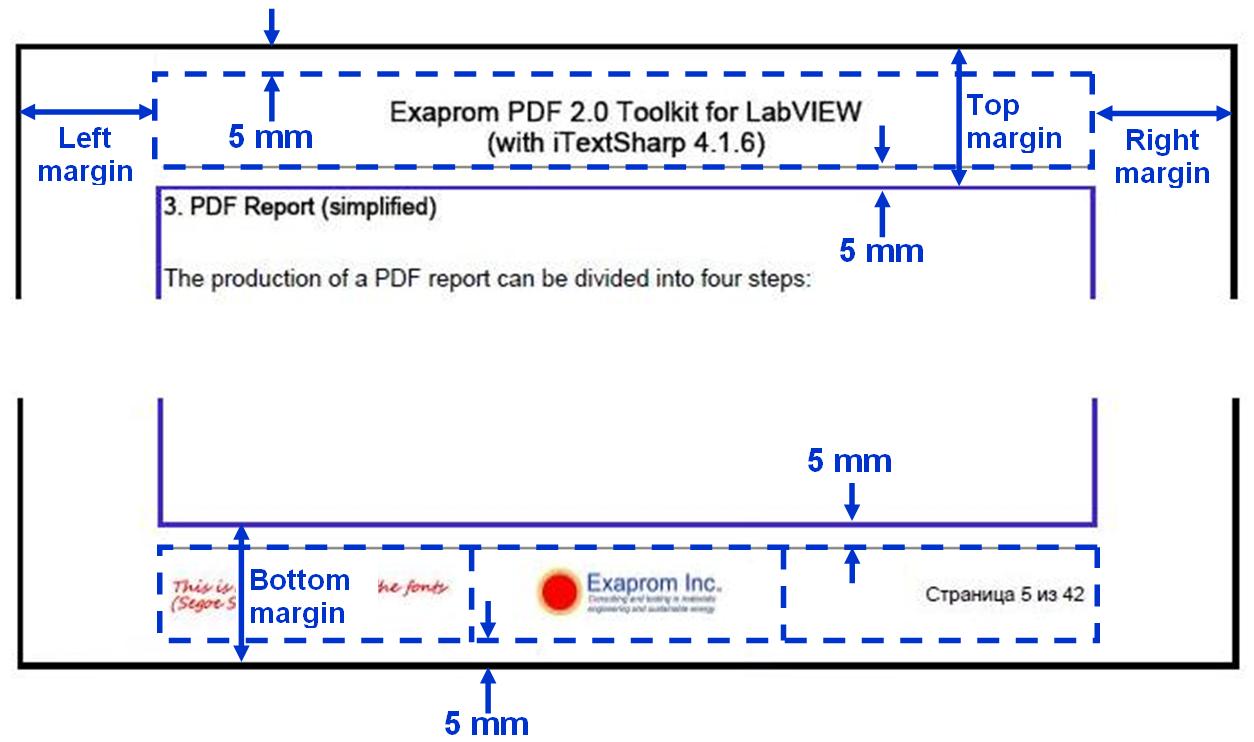 Exaprom PDF 2.0 Toolkit for LabVIEW
(with iTextSharp 4.1.6)
5 mm
Left
margin
Top
margin
Right
margin
3. PDF Report (simplified)
5 mm
The production of a PDF report can be divided into four steps:
5 mm
This is
he fonts
(Segoe S
Bottom
margin
Exaprom Inc.
Consulting and testing in materials
engineering and sustainable energy
Страница 5 из 42
5 mm